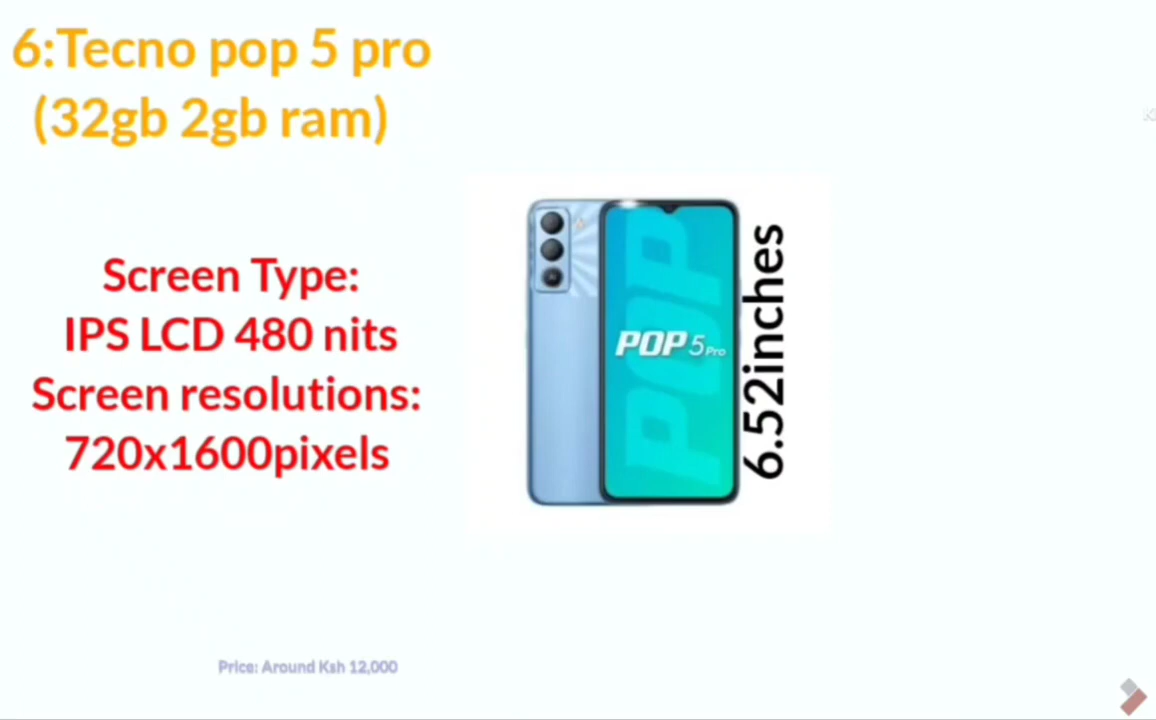 6:Tecno pop 5 pro
(32gb 2gb ram)
Screen Type:
IPS LCD 480 nits
Screen resolutions:
720x1600pixels
POP
POP 5 Pro
6.52inches
Price: Around Ksh 12,000